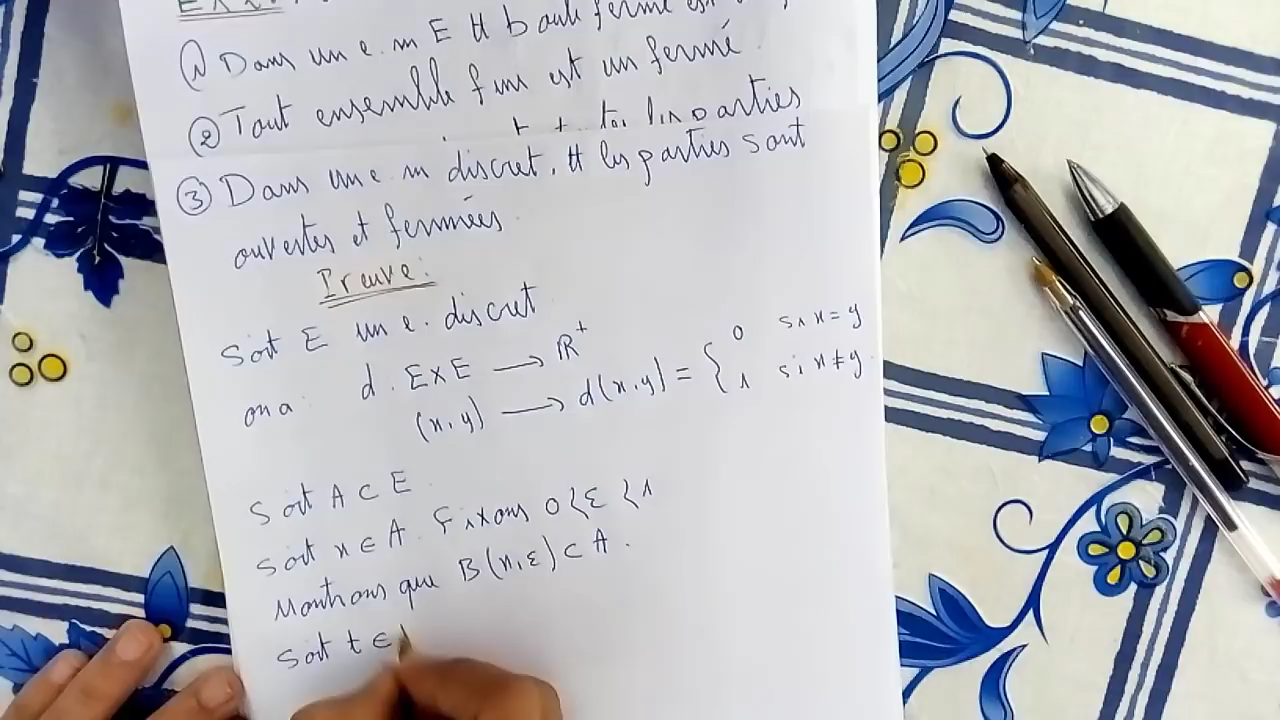 ① Dans un e.m E tt boule fermé est
② Tout ensemble fini est un fermé.
③ Dans un e.m discret, tt les parties sont
ouvertes et fermées.
Preuve:
Soit E un e. discret
on a. d. E×E ⟶ ℝ⁺
(x,y) ⟶ d(x,y) = { 0 si x=y
1 si x≠y.
Soit A ⊂ E.
Soit x ∈ A. Fixons 0<ε<1
Montrons que B(x,ε) ⊂ A.
Soit t ∈